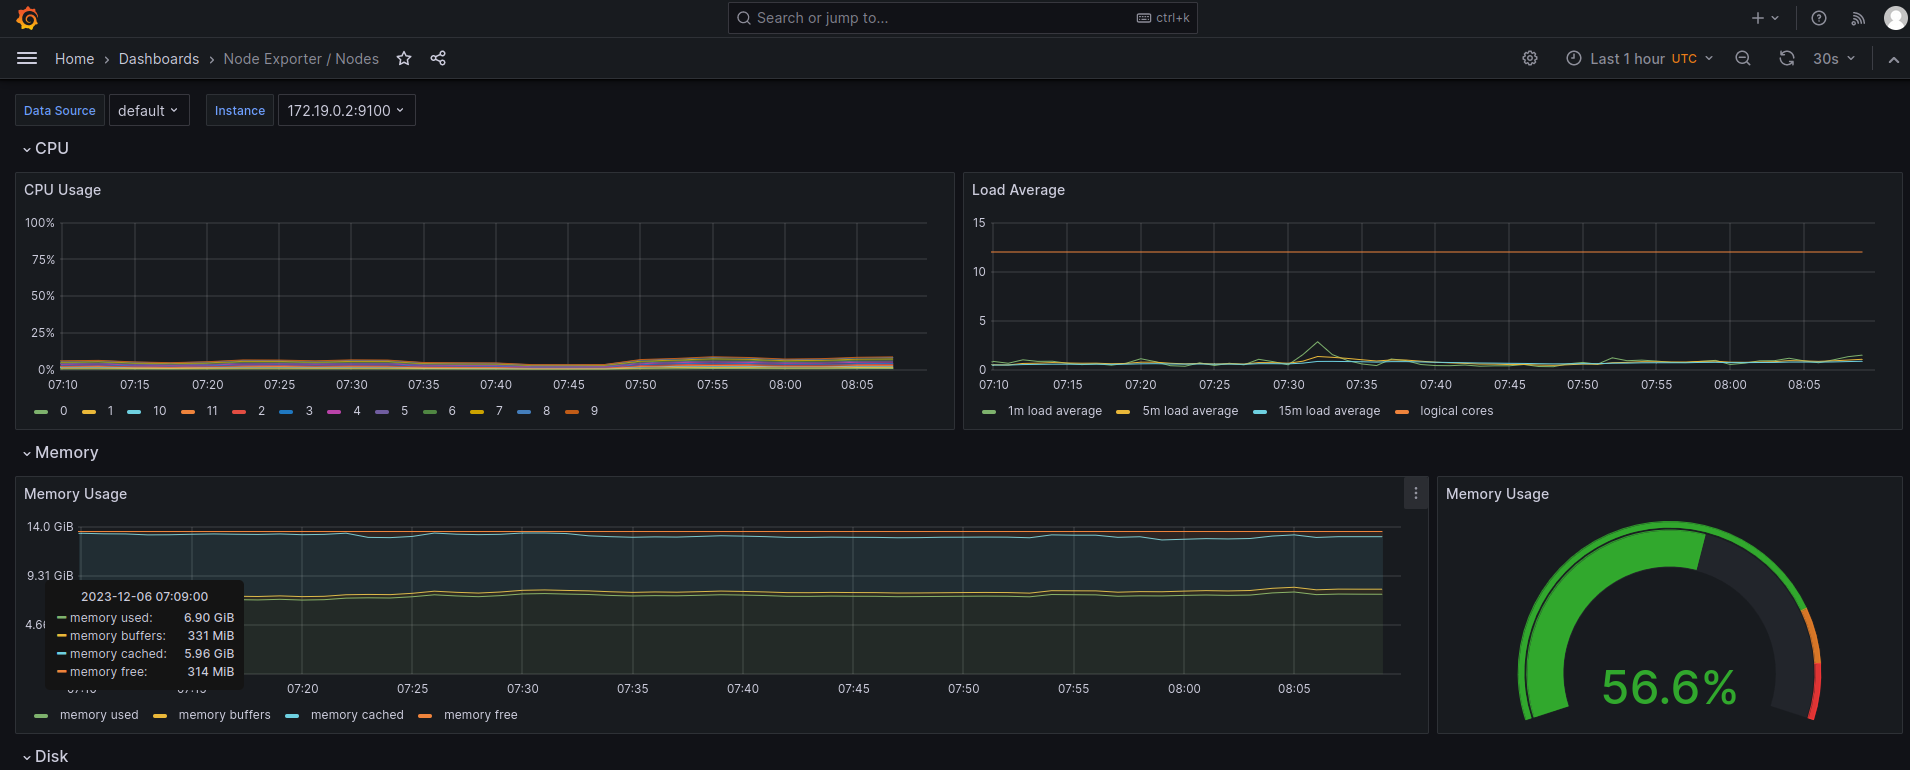 Search or jump to... ctrl+k
Home › Dashboards › Node Exporter / Nodes Last 1 hour UTC 30s
Data Source default Instance 172.19.0.2:9100
CPU
CPU Usage
100%
75%
50%
25%
0%
07:10 07:15 07:20 07:25 07:30 07:35 07:40 07:45 07:50 07:55 08:00 08:05
0 1 10 11 2 3 4 5 6 7 8 9
Load Average
15
10
5
0
07:10 07:15 07:20 07:25 07:30 07:35 07:40 07:45 07:50 07:55 08:00 08:05
1m load average 5m load average 15m load average logical cores
Memory
Memory Usage
14.0 GiB
9.31 GiB
2023-12-06 07:09:00
memory used: 6.90 GiB
memory buffers: 331 MiB
memory cached: 5.96 GiB
memory free: 314 MiB
07:20 07:25 07:30 07:35 07:40 07:45 07:50 07:55 08:00 08:05
memory used memory buffers memory cached memory free
Memory Usage
56.6%
Disk